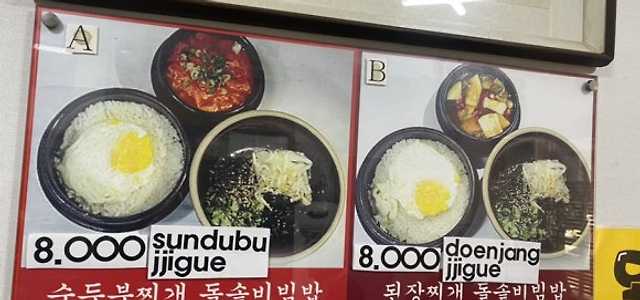 A
8.000 sundubu
jjigue
순두부찌개 돌솥비빔밥
B
8.000 doenjang
jjigue
된장찌개 돌솥비빔밥